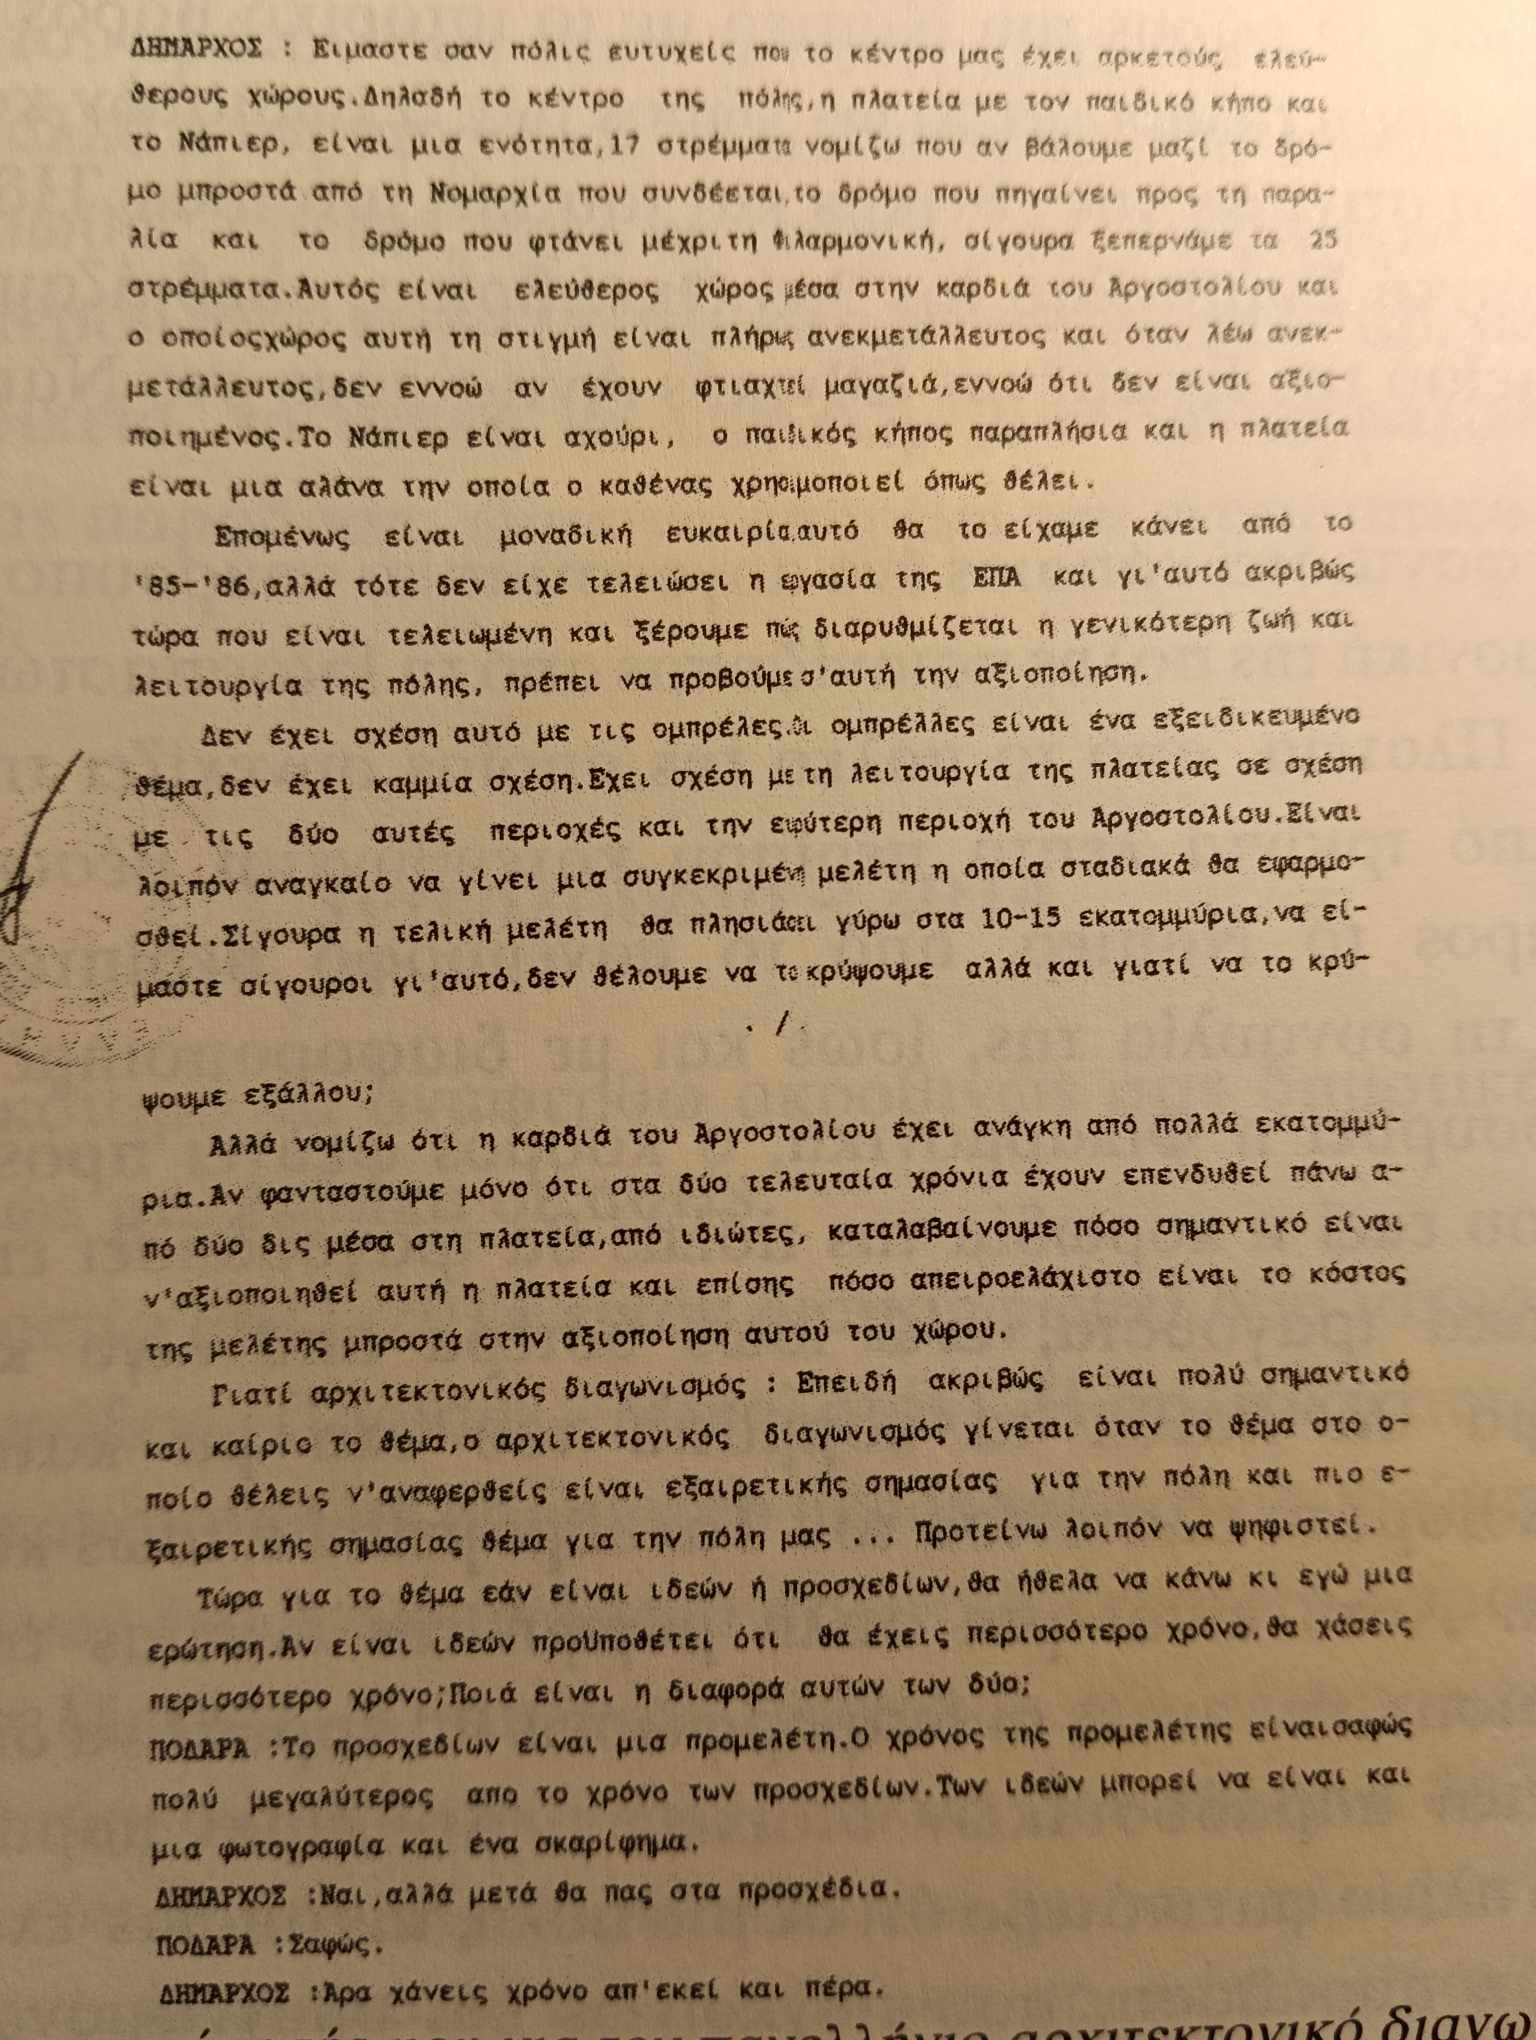 ΔΗΜΑΡΧΟΣ : Ειμαστε σαν πόλις ευτυχείς που το κέντρο μας έχει αρκετούς ελεύ-
θερους χώρους.Δηλαδή το κέντρο της πόλης,η πλατεία με τον παιδικό κήπο και
το Νάπιερ, είναι μια ενότητα,17 στρέμματα νομίζω που αν βάλουμε μαζί το δρό-
μο μπροστά από τη Νομαρχία που συνδέεται,το δρόμο που πηγαίνει προς τη παρα-
λία και το δρόμο που φτάνει μέχρι τη Φιλαρμονική, σίγουρα ξεπερνάμε τα 25
στρέμματα.Αυτός είναι ελεύθερος χώρος μέσα στην καρδιά του Αργοστολίου και
ο οποίοςχώρος αυτή τη στιγμή είναι πλήρως ανεκμετάλλευτος και όταν λέω ανεκ-
μετάλλευτος,δεν εννοώ αν έχουν φτιαχτεί μαγαζιά,εννοώ ότι δεν είναι αξιο-
ποιημένος.Το Νάπιερ είναι αχούρι, ο παιδικός κήπος παραπλήσια και η πλατεία
είναι μια αλάνα την οποία ο καθένας χρησιμοποιεί όπως θέλει.
Επομένως είναι μοναδική ευκαιρία.αυτό θα το είχαμε κάνει από το
'85-'86,αλλά τότε δεν είχε τελειώσει η εργασία της ΕΠΑ και γι'αυτό ακριβώς
τώρα που είναι τελειωμένη και ξέρουμε πώς διαρυθμίζεται η γενικότερη ζωή και
λειτουργία της πόλης, πρέπει να προβούμε σ'αυτή την αξιοποίηση.
Δεν έχει σχέση αυτό με τις ομπρέλες.Οι ομπρέλλες είναι ένα εξειδικευμένο
θέμα,δεν έχει καμμία σχέση.Εχει σχέση με τη λειτουργία της πλατείας σε σχέση
με τις δύο αυτές περιοχές και την ευρύτερη περιοχή του Αργοστολίου.Είναι
λοιπόν αναγκαίο να γίνει μια συγκεκριμένη μελέτη η οποία σταδιακά θα εφαρμο-
σθεί.Σίγουρα η τελική μελέτη θα πλησιάσει γύρω στα 10-15 εκατομμύρια,να εί-
μαστε σίγουροι γι'αυτό,δεν θέλουμε να το κρύψουμε αλλά και γιατί να το κρύ-
. / .
ψουμε εξάλλου;
Αλλά νομίζω ότι η καρδιά του Αργοστολίου έχει ανάγκη από πολλά εκατομμύ-
ρια.Αν φανταστούμε μόνο ότι στα δύο τελευταία χρόνια έχουν επενδυθεί πάνω α-
πό δύο δις μέσα στη πλατεία,από ιδιώτες, καταλαβαίνουμε πόσο σημαντικό είναι
ν'αξιοποιηθεί αυτή η πλατεία και επίσης πόσο απειροελάχιστο είναι το κόστος
της μελέτης μπροστά στην αξιοποίηση αυτού του χώρου.
Γιατί αρχιτεκτονικός διαγωνισμός : Επειδή ακριβώς είναι πολύ σημαντικό
και καίριο το θέμα,ο αρχιτεκτονικός διαγωνισμός γίνεται όταν το θέμα στο ο-
ποίο θέλεις ν'αναφερθείς είναι εξαιρετικής σημασίας για την πόλη και πιο ε-
ξαιρετικής σημασίας θέμα για την πόλη μας ... Προτείνω λοιπόν να ψηφιστεί.
Τώρα για το θέμα εάν είναι ιδεών ή προσχεδίων,θα ήθελα να κάνω κι εγώ μια
ερώτηση.Αν είναι ιδεών προϋποθέτει ότι θα έχεις περισσότερο χρόνο,θα χάσεις
περισσότερο χρόνο;Ποιά είναι η διαφορά αυτών των δύο;
ΠΟΔΑΡΑ :Το προσχεδίων είναι μια προμελέτη.Ο χρόνος της προμελέτης είναισαφώς
πολύ μεγαλύτερος απο το χρόνο των προσχεδίων.Των ιδεών μπορεί να είναι και
μια φωτογραφία και ένα σκαρίφημα.
ΔΗΜΑΡΧΟΣ :Ναι,αλλά μετά θα πας στα προσχέδια.
ΠΟΔΑΡΑ :Σαφώς.
ΔΗΜΑΡΧΟΣ :Αρα χάνεις χρόνο απ'εκεί και πέρα.
αρχιτεκτονικό